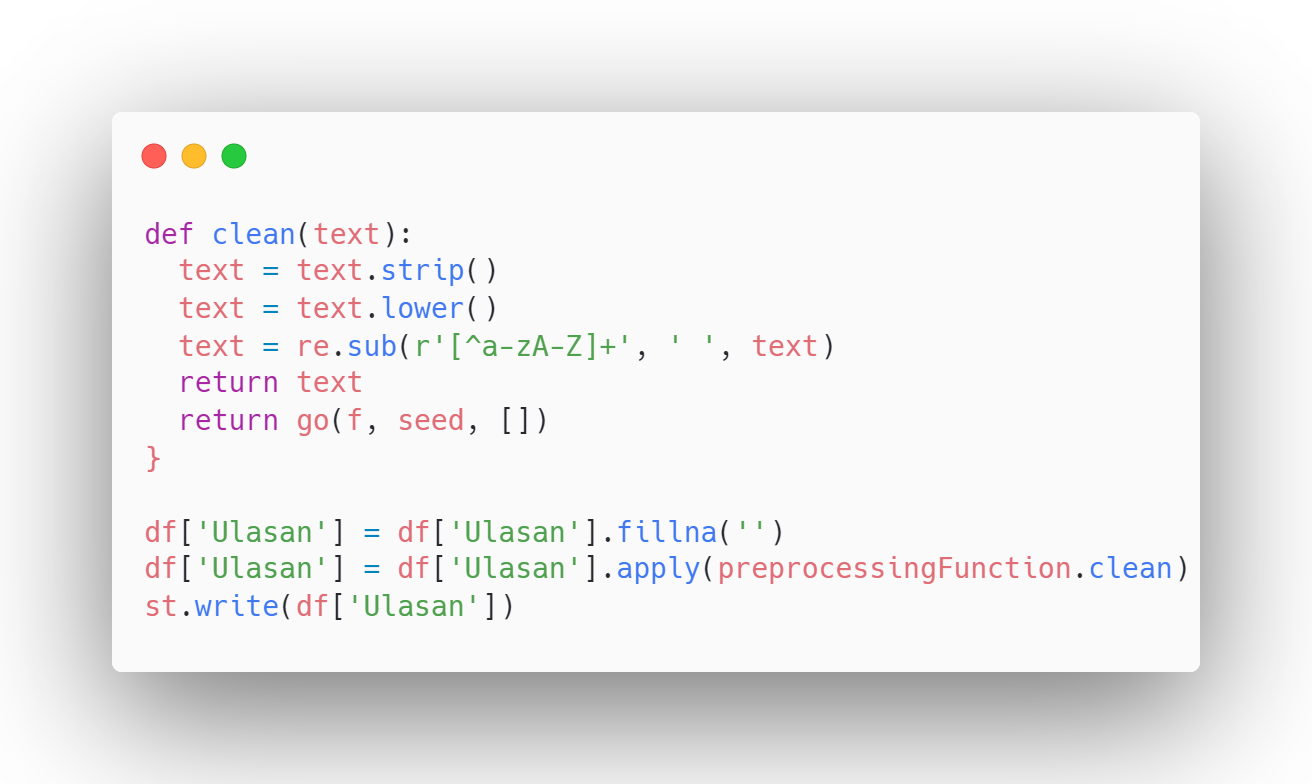 def clean(text):
  text = text.strip()
  text = text.lower()
  text = re.sub(r'[^a-zA-Z]+', ' ', text)
  return text
  return go(f, seed, [])
}

df['Ulasan'] = df['Ulasan'].fillna('')
df['Ulasan'] = df['Ulasan'].apply(preprocessingFunction.clean)
st.write(df['Ulasan'])